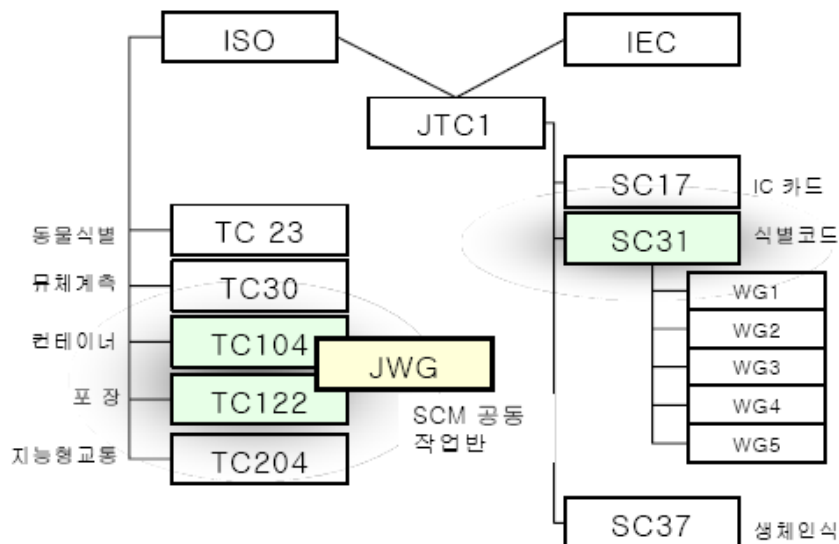 ISO
IEC
JTC1
SC17
IC 카드
SC31
식별코드
동물식별
TC 23
뮤체계측
TC30
WG1
WG2
컨테이너
TC104
JWG
WG3
포 장
TC122
SCM 공동
작업반
WG4
WG5
지능형교통
TC204
SC37
생체인식